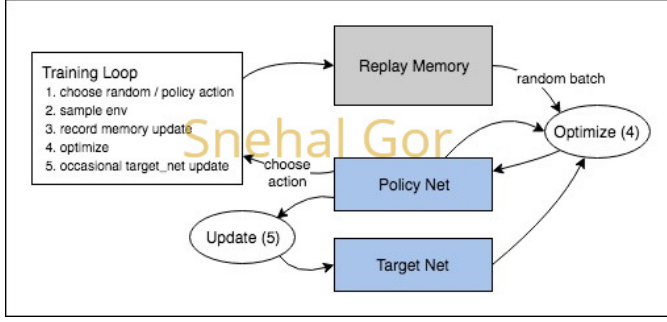 Training Loop
1. choose random / policy action
2. sample env
3. record memory update
4. optimize
5. occasional target_net update
Replay Memory
random batch
Optimize (4)
Snehal Gor
choose
action
Policy Net
Update (5)
Target Net